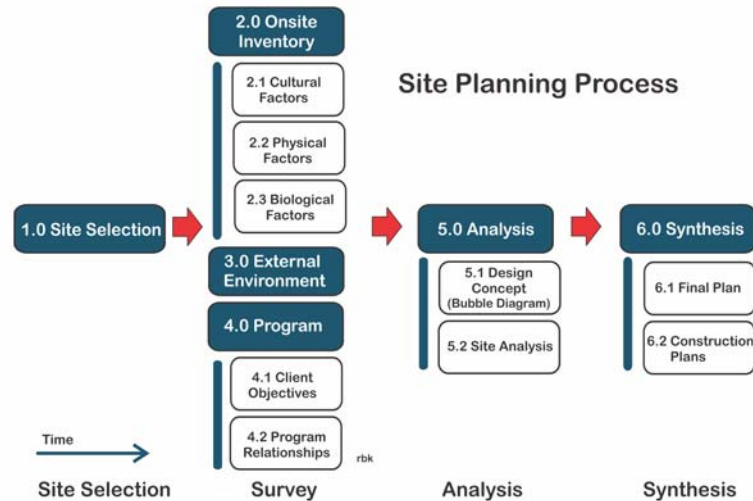 Site Planning Process
1.0 Site Selection
2.0 Onsite
Inventory
2.1 Cultural
Factors
2.2 Physical
Factors
2.3 Biological
Factors
3.0 External
Environment
4.0 Program
4.1 Client
Objectives
4.2 Program
Relationships
rbk
5.0 Analysis
5.1 Design
Concept
(Bubble Diagram)
5.2 Site Analysis
6.0 Synthesis
6.1 Final Plan
6.2 Construction
Plans
Time
Site Selection
Survey
Analysis
Synthesis